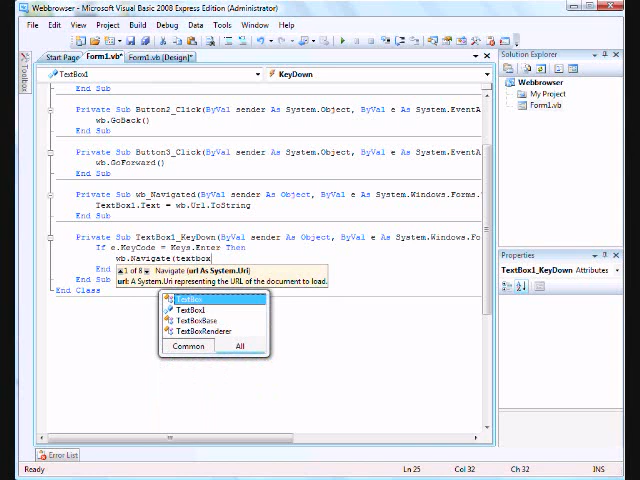 Webbrowser - Microsoft Visual Basic 2008 Express Edition (Administrator)
File Edit View Project Build Debug Data Tools Window Help
Start Page Form1.vb* Form1.vb [Design]*
Toolbox
TextBox1 KeyDown
End Sub
Private Sub Button2_Click(ByVal sender As System.Object, ByVal e As System.EventA
wb.GoBack()
End Sub
Private Sub Button3_Click(ByVal sender As System.Object, ByVal e As System.EventA
wb.GoForward()
End Sub
Private Sub wb_Navigated(ByVal sender As Object, ByVal e As System.Windows.Forms.
TextBox1.Text = wb.Url.ToString
End Sub
Private Sub TextBox1_KeyDown(ByVal sender As Object, ByVal e As System.Windows.Fo
If e.KeyCode = Keys.Enter Then
wb.Navigate(textbox
End
1 of 8 Navigate (url As System.Uri)
url: A System.Uri representing the URL of the document to load.
End Sub
End Class
TextBox
TextBox1
TextBoxBase
TextBoxRenderer
Common All
Solution Explorer
Webbrowser
My Project
Form1.vb
Properties
TextBox1_KeyDown Attributes
Error List
Ready Ln 25 Col 32 Ch 32 INS